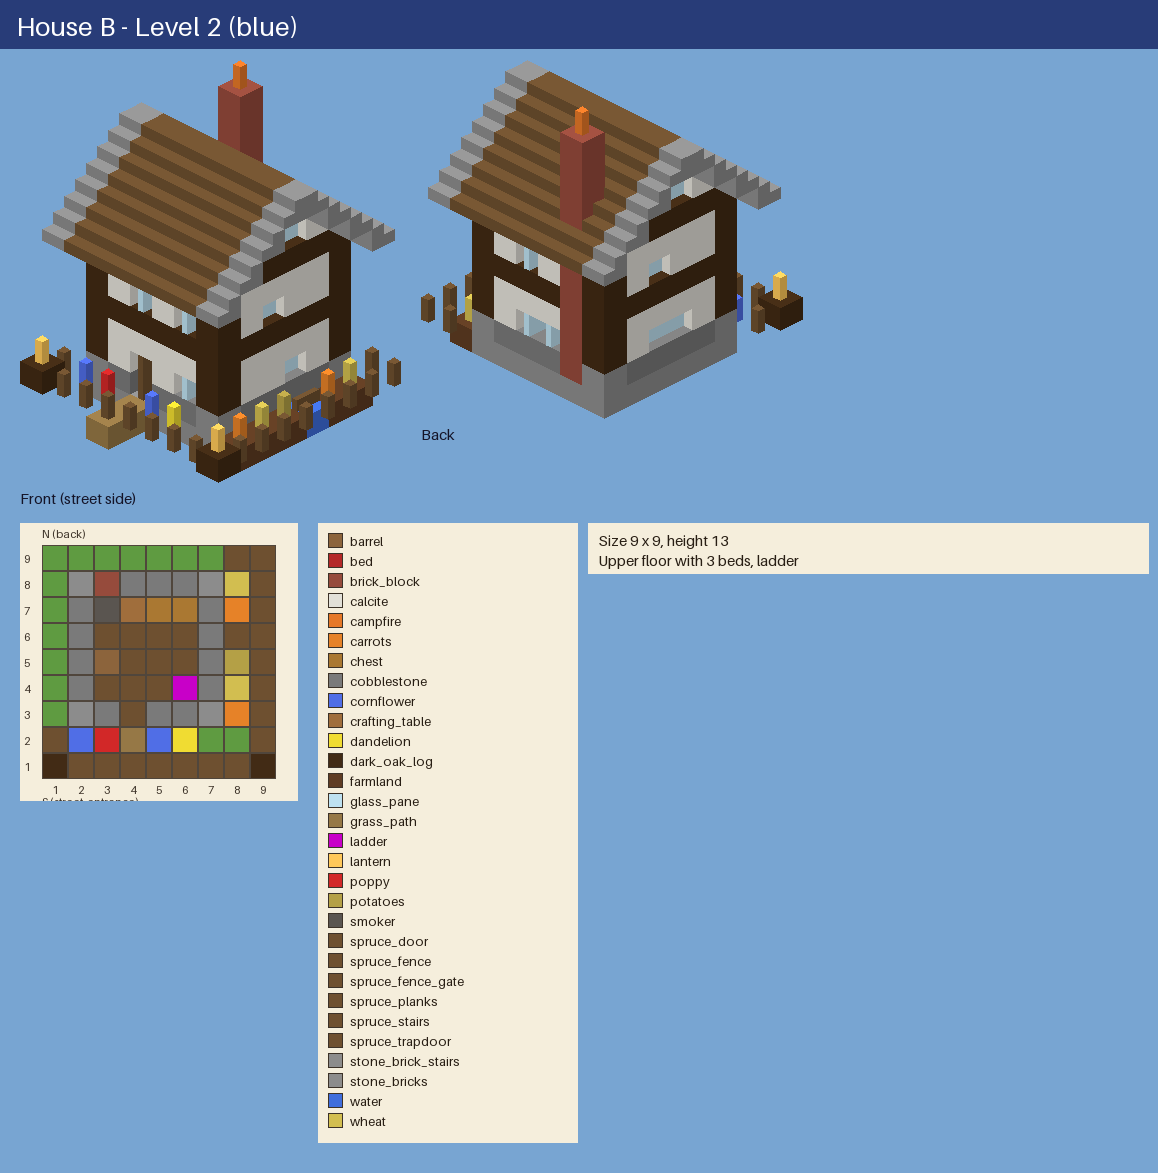 House B - Level 2 (blue)
Back
Front (street side)
N (back)
9
8
7
6
5
4
3
2
1
1 2 3 4 5 6 7 8 9
S (street entrance)
barrel
bed
brick_block
calcite
campfire
carrots
chest
cobblestone
cornflower
crafting_table
dandelion
dark_oak_log
farmland
glass_pane
grass_path
ladder
lantern
poppy
potatoes
smoker
spruce_door
spruce_fence
spruce_fence_gate
spruce_planks
spruce_stairs
spruce_trapdoor
stone_brick_stairs
stone_bricks
water
wheat
Size 9 x 9, height 13
Upper floor with 3 beds, ladder